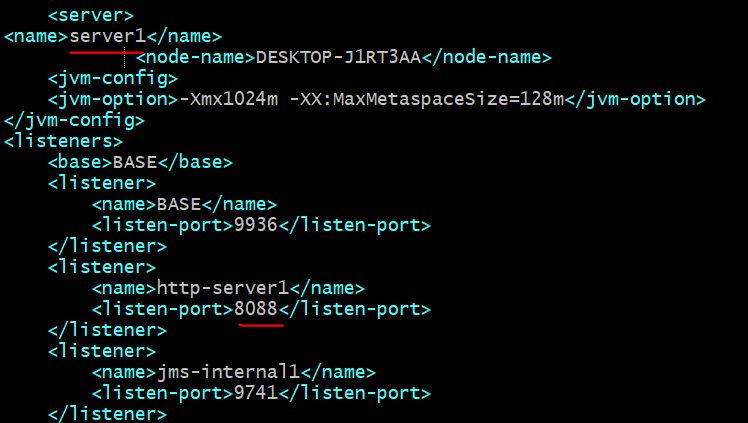 <server>
<name>server1</name>
<node-name>DESKTOP-J1RT3AA</node-name>
<jvm-config>
<jvm-option>-Xmx1024m -XX:MaxMetaspaceSize=128m</jvm-option>
</jvm-config>
<listeners>
<base>BASE</base>
<listener>
<name>BASE</name>
<listen-port>9936</listen-port>
</listener>
<listener>
<name>http-server1</name>
<listen-port>8088</listen-port>
</listener>
<listener>
<name>jms-internal1</name>
<listen-port>9741</listen-port>
</listener>